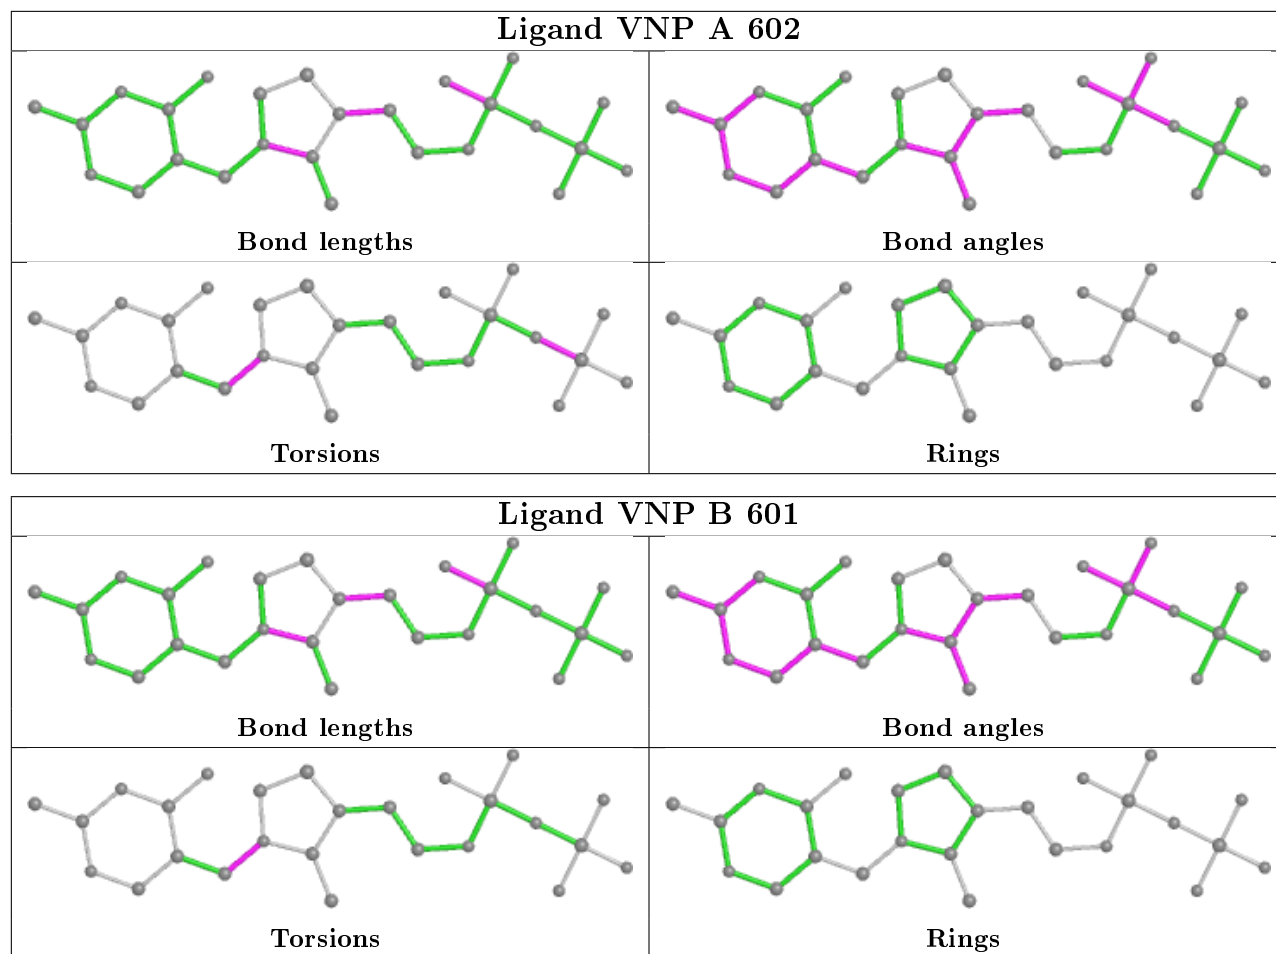 Ligand VNP A 602
Bond lengths
Bond angles
Torsions
Rings
Ligand VNP B 601
Bond lengths
Bond angles
Torsions
Rings